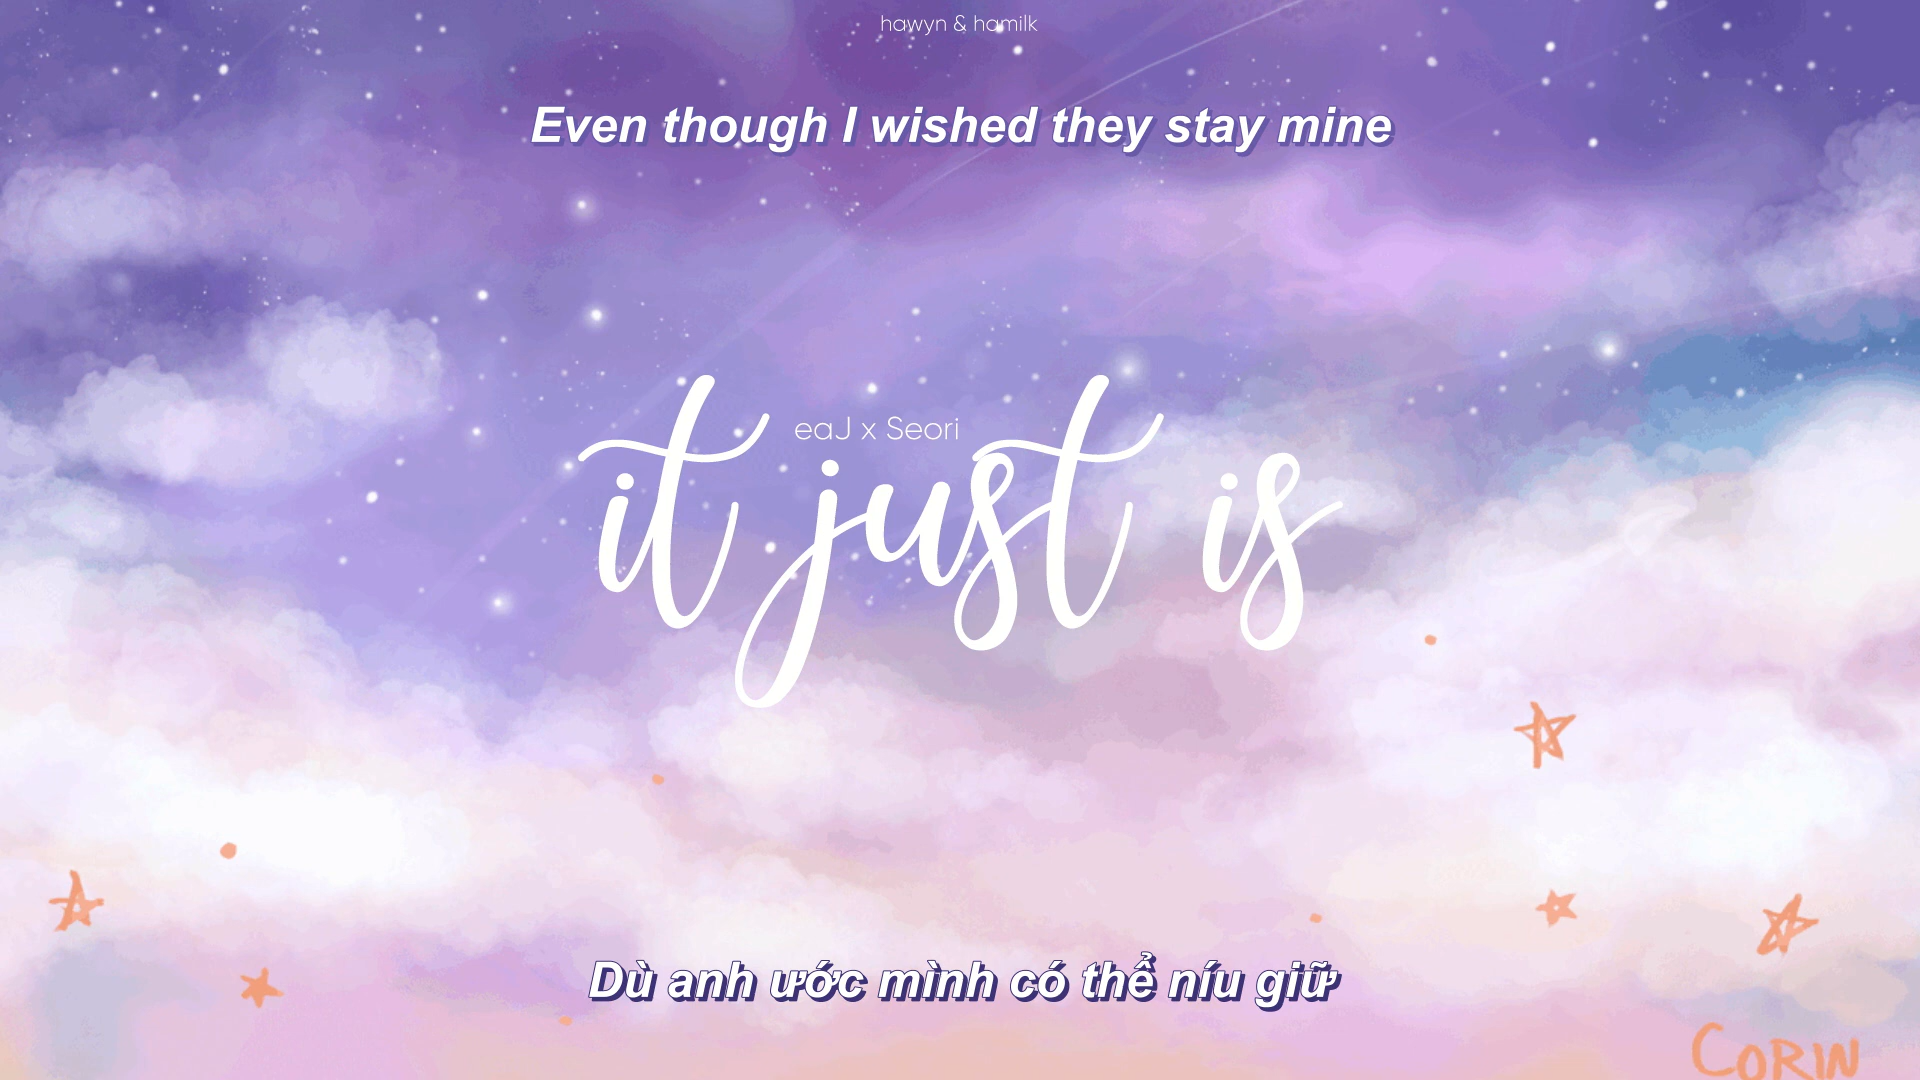 hawyn & hamilk
Even though I wished they stay mine
eaJ x Seori
it just is
Dù anh ước mình có thể níu giữ
CORIN